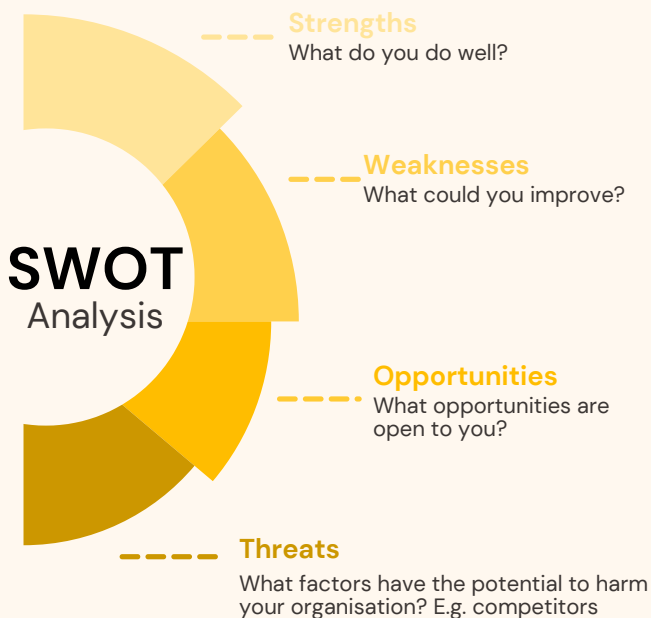 Strengths
What do you do well?
Weaknesses
What could you improve?
SWOT
Analysis
Opportunities
What opportunities are
open to you?
Threats
What factors have the potential to harm
your organisation? E.g. competitors